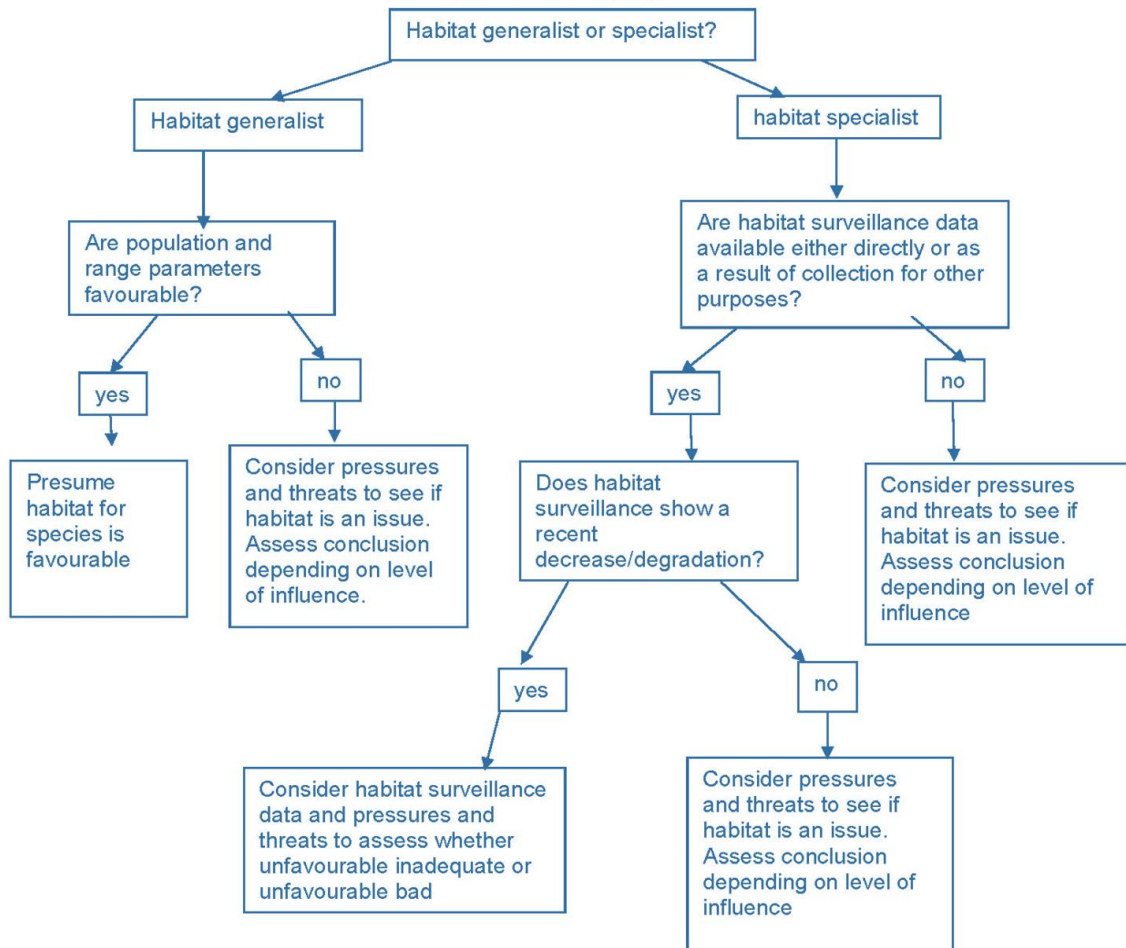 Habitat generalist or specialist?
Habitat generalist
habitat specialist
Are population and
range parameters
favourable?
Are habitat surveillance data
available either directly or as
a result of collection for other
purposes?
yes
no
yes
no
Presume
habitat for
species is
favourable
Consider pressures
and threats to see if
habitat is an issue.
Assess conclusion
depending on level
of influence.
Does habitat
surveillance show a
recent
decrease/degradation?
Consider pressures
and threats to see if
habitat is an issue.
Assess conclusion
depending on level of
influence
yes
no
Consider habitat surveillance
data and pressures and
threats to assess whether
unfavourable inadequate or
unfavourable bad
Consider pressures
and threats to see if
habitat is an issue.
Assess conclusion
depending on level of
influence